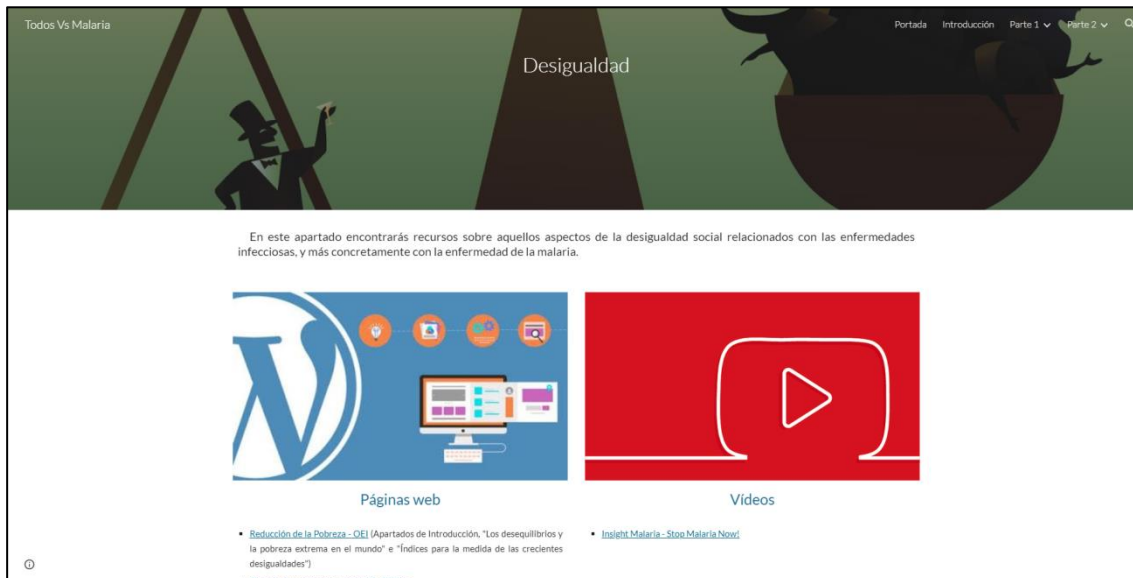 Todos Vs Malaria
Portada Introducción Parte 1 Parte 2
Desigualdad
En este apartado encontrarás recursos sobre aquellos aspectos de la desigualdad social relacionados con las enfermedades
infecciosas, y más concretamente con la enfermedad de la malaria.
Páginas web
Reducción de la Pobreza - OEI (Apartados de Introducción, "Los desequilibrios y
la pobreza extrema en el mundo" e "Índices para la medida de las crecientes
desigualdades")
Vídeos
Insight Malaria - Stop Malaria Now!